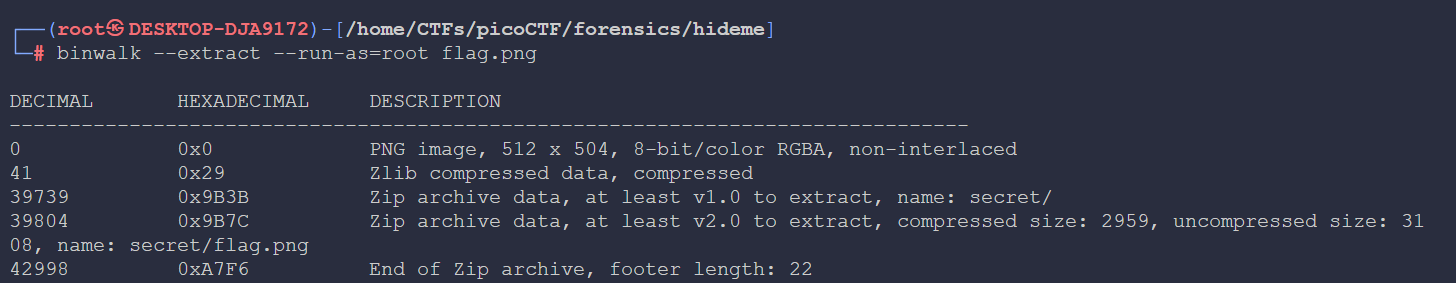 ┌──(root㉿DESKTOP-DJA9172)-[/home/CTFs/picoCTF/forensics/hideme]
└─# binwalk --extract --run-as=root flag.png
DECIMAL       HEXADECIMAL     DESCRIPTION
--------------------------------------------------------------------------------
0             0x0             PNG image, 512 x 504, 8-bit/color RGBA, non-interlaced
41            0x29            Zlib compressed data, compressed
39739         0x9B3B          Zip archive data, at least v1.0 to extract, name: secret/
39804         0x9B7C          Zip archive data, at least v2.0 to extract, compressed size: 2959, uncompressed size: 31
08, name: secret/flag.png
42998         0xA7F6          End of Zip archive, footer length: 22